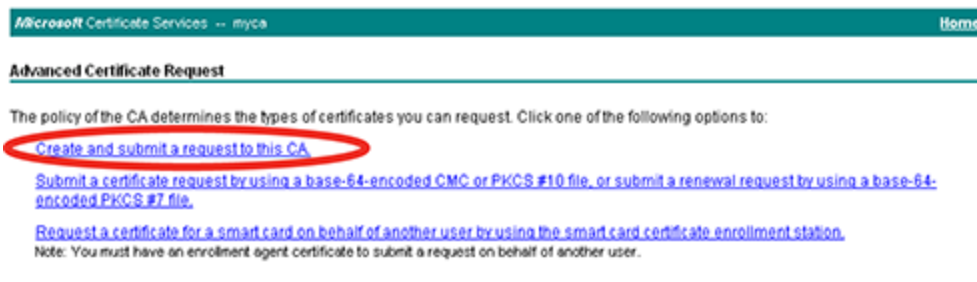 Microsoft Certificate Services -- myca Home
Advanced Certificate Request
The policy of the CA determines the types of certificates you can request. Click one of the following options to:
Create and submit a request to this CA.
Submit a certificate request by using a base-64-encoded CMC or PKCS #10 file, or submit a renewal request by using a base-64-
encoded PKCS #7 file.
Request a certificate for a smart card on behalf of another user by using the smart card certificate enrollment station.
Note: You must have an enrollment agent certificate to submit a request on behalf of another user.